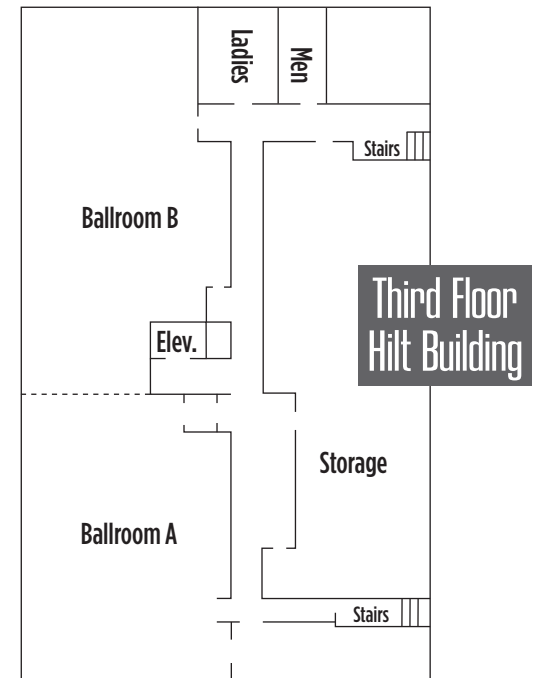 Ladies
Men
Stairs
Ballroom B
Third Floor
Hilt Building
Elev.
Storage
Ballroom A
Stairs